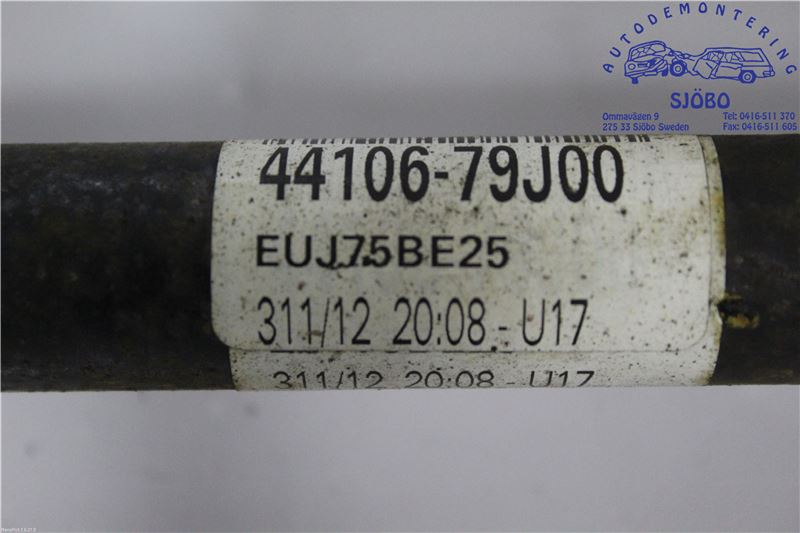 AUTODEMONTERING
SJÖBO
Ommavägen 9 Tel: 0416-511 370
275 33 Sjöbo Sweden Fax: 0416-511 605
44106-79J00
EUJ75BE25
311/12 20:08 - U17
311/12 20:08 - U17